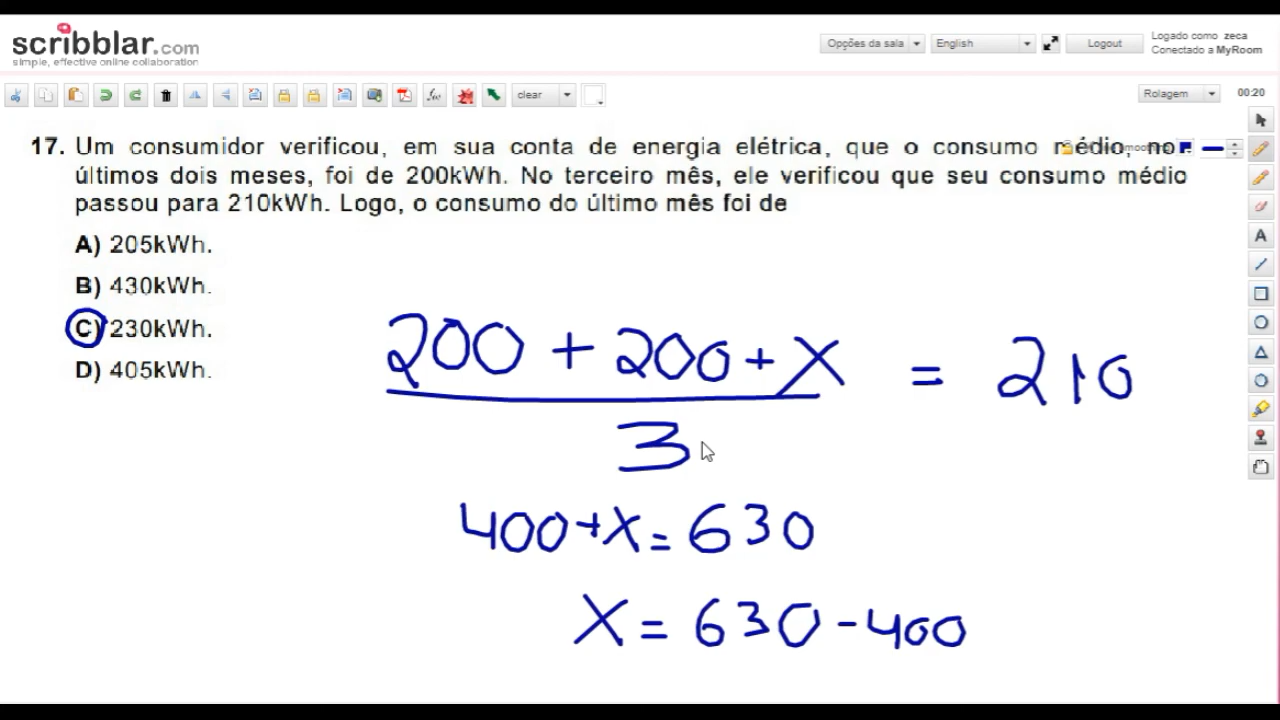 scribblar.com
simple, effective online collaboration
Opções da sala
English
Logout
Logado como zeca
Conectado a MyRoom
clear
Rolagem
00:20
17. Um consumidor verificou, em sua conta de energia elétrica, que o consumo médio, no
últimos dois meses, foi de 200kWh. No terceiro mês, ele verificou que seu consumo médio
passou para 210kWh. Logo, o consumo do último mês foi de
A) 205kWh.
B) 430kWh.
C) 230kWh.
D) 405kWh.
200 + 200 + X = 210
3
400+X=630
X=630-400